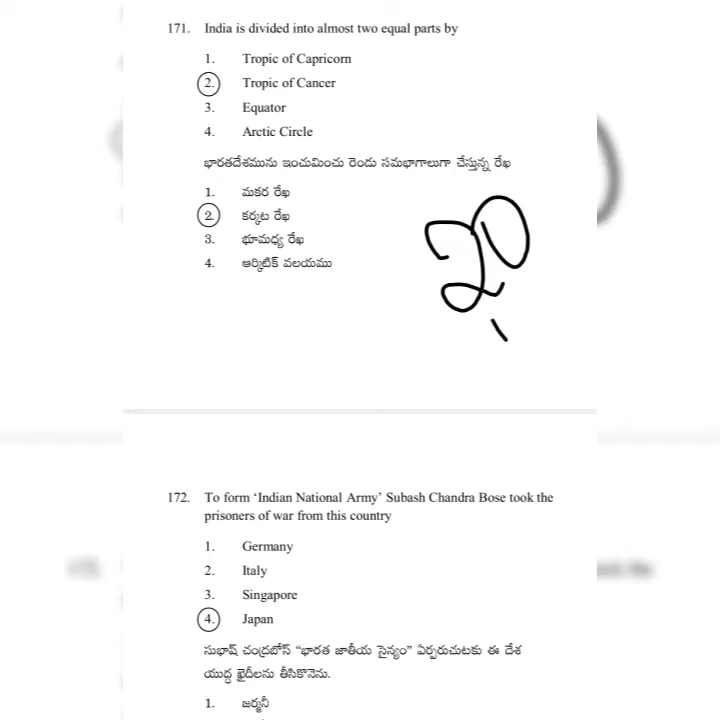 171. India is divided into almost two equal parts by
1. Tropic of Capricorn
2. Tropic of Cancer
3. Equator
4. Arctic Circle
భారతదేశమును ఇంచుమించు రెండు సమభాగాలుగా చేస్తున్న రేఖ
1. మకర రేఖ
2. కర్కట రేఖ
3. భూమధ్య రేఖ
4. ఆర్కిటిక్ వలయము
20
172. To form ‘Indian National Army’ Subash Chandra Bose took the
prisoners of war from this country
1. Germany
2. Italy
3. Singapore
4. Japan
సుభాష్ చంద్రబోస్ “భారత జాతీయ సైన్యం” ఏర్పరుచుటకు ఈ దేశ
యుద్ధ ఖైదీలను తీసికొనెను.
1. జర్మనీ